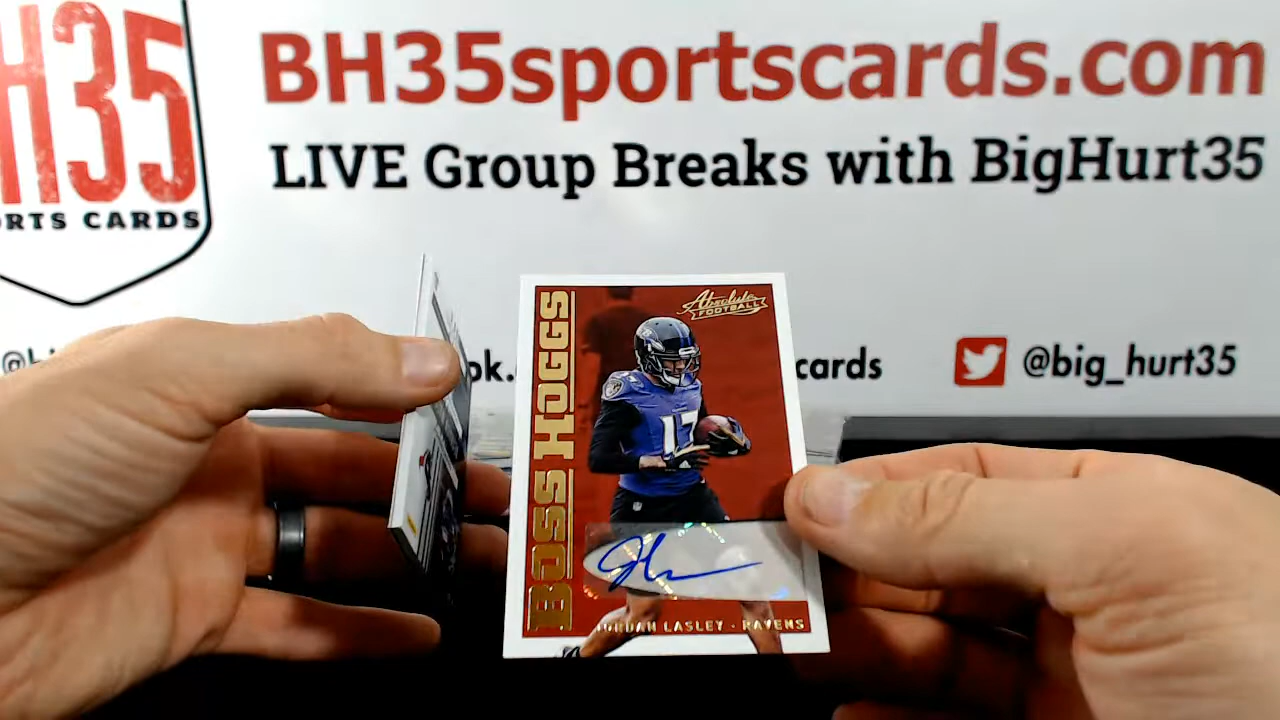 H35
RTS CARDS
BH35sportscards.com
LIVE Group Breaks with BigHurt35
cards
@big_hurt35
Absolute
FOOTBALL
BOSS HOGGS
17
JORDAN LASLEY - RAVENS